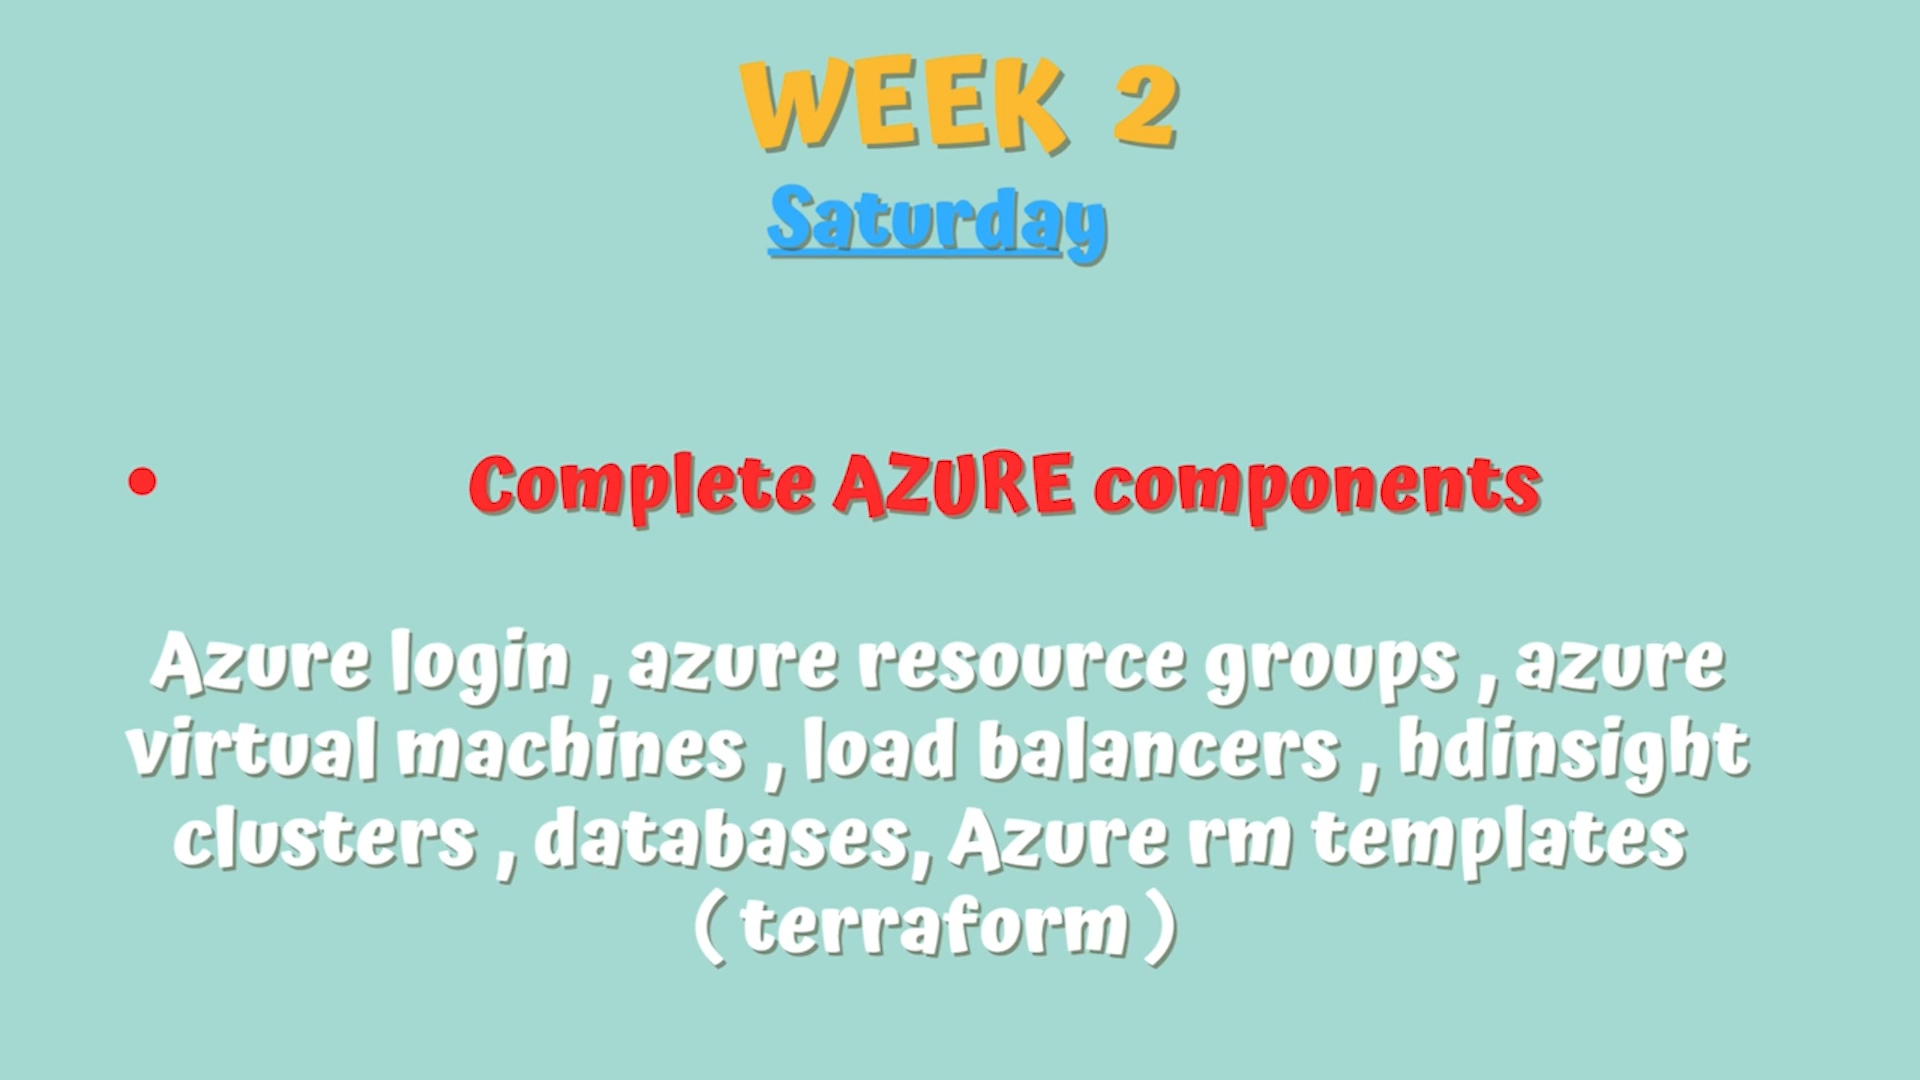 WEEK 2
Saturday
• Complete AZURE components
Azure login , azure resource groups , azure
virtual machines , load balancers , hdinsight
clusters , databases, Azure rm templates
( terraform )